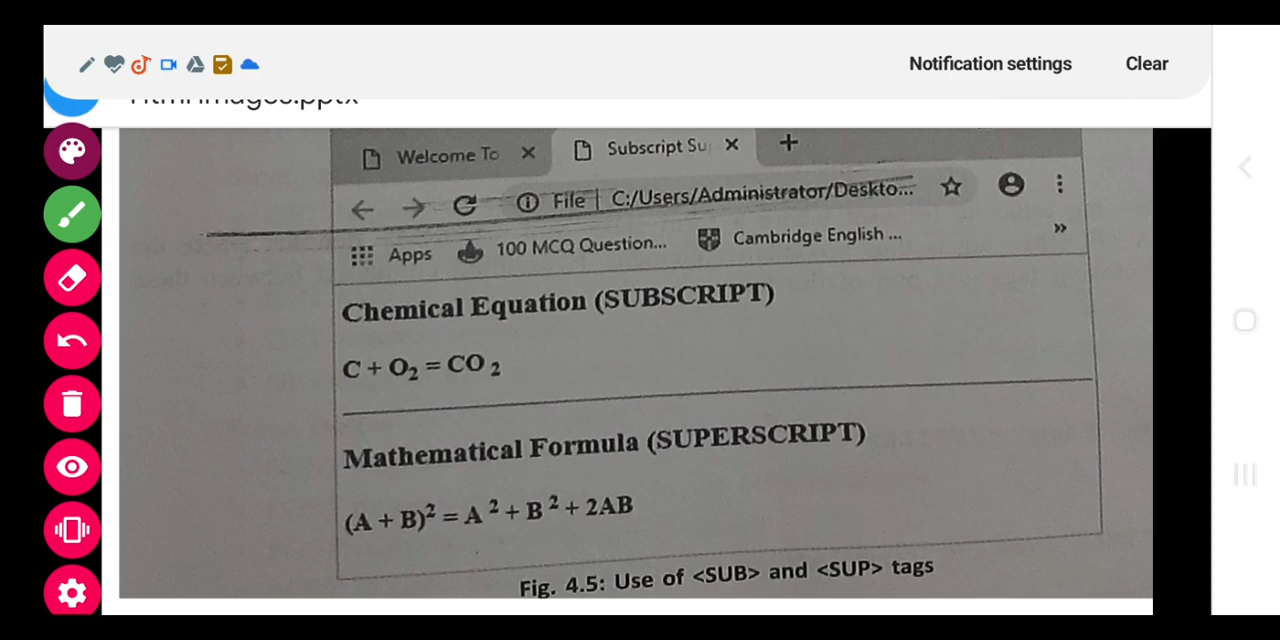 Notification settings Clear
HtmlImages.pptx
Welcome To
Subscript Su
File | C:/Users/Administrator/Deskto...
Apps 100 MCQ Question... Cambridge English ...
Chemical Equation (SUBSCRIPT)
C + O₂ = CO ₂
Mathematical Formula (SUPERSCRIPT)
(A + B)² = A ² + B ² + 2AB
Fig. 4.5: Use of <SUB> and <SUP> tags